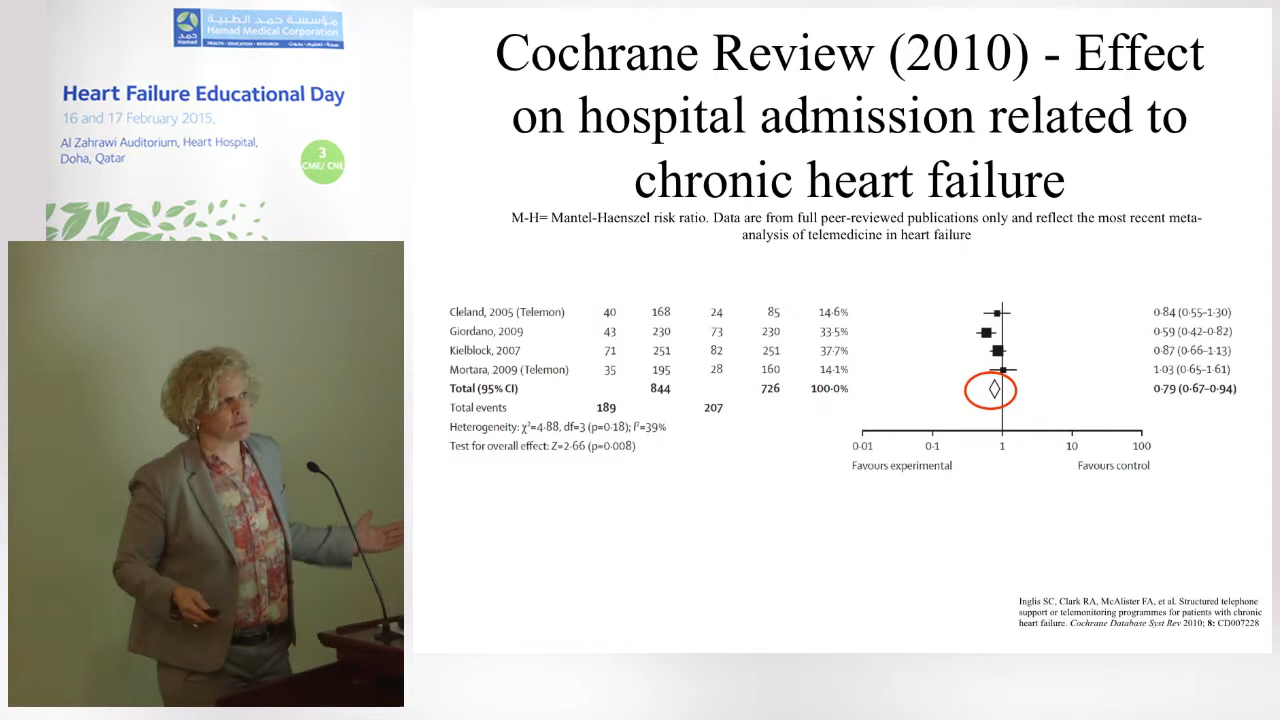 مؤسسة حمد الطبية
Hamad Medical Corporation
حمد
Hamad
HEALTH • EDUCATION • RESEARCH صحة • تعليم • بحوث
Heart Failure Educational Day
16 and 17 February 2015,
Al Zahrawi Auditorium, Heart Hospital,
Doha, Qatar
3
CME/ CNE
Cochrane Review (2010) - Effect
on hospital admission related to
chronic heart failure
M-H= Mantel-Haenszel risk ratio. Data are from full peer-reviewed publications only and reflect the most recent meta-
analysis of telemedicine in heart failure
Cleland, 2005 (Telemon) 40 168 24 85 14·6% 0·84 (0·55–1·30)
Giordano, 2009 43 230 73 230 33·5% 0·59 (0·42–0·82)
Kielblock, 2007 71 251 82 251 37·7% 0·87 (0·66–1·13)
Mortara, 2009 (Telemon) 35 195 28 160 14·1% 1·03 (0·65–1·61)
Total (95% CI) 844 726 100·0% 0·79 (0·67–0·94)
Total events 189 207
Heterogeneity: χ²=4·88, df=3 (p=0·18); I²=39%
Test for overall effect: Z=2·66 (p=0·008)
0·01 0·1 1 10 100
Favours experimental Favours control
Inglis SC, Clark RA, McAlister FA, et al. Structured telephone
support or telemonitoring programmes for patients with chronic
heart failure. Cochrane Database Syst Rev 2010; 8: CD007228